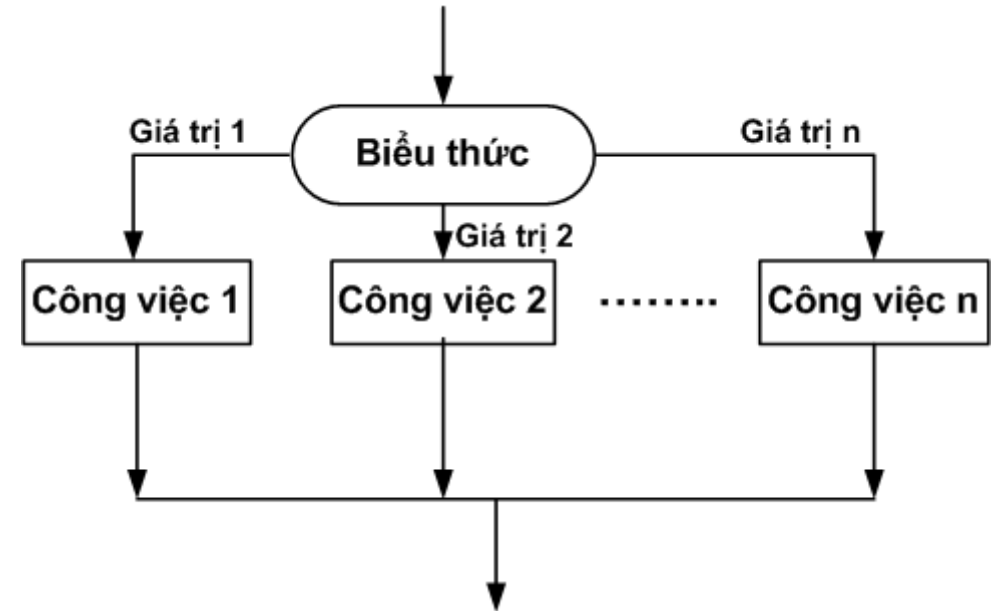 Giá trị 1
Biểu thức
Giá trị n
Giá trị 2
Công việc 1
Công việc 2
........
Công việc n